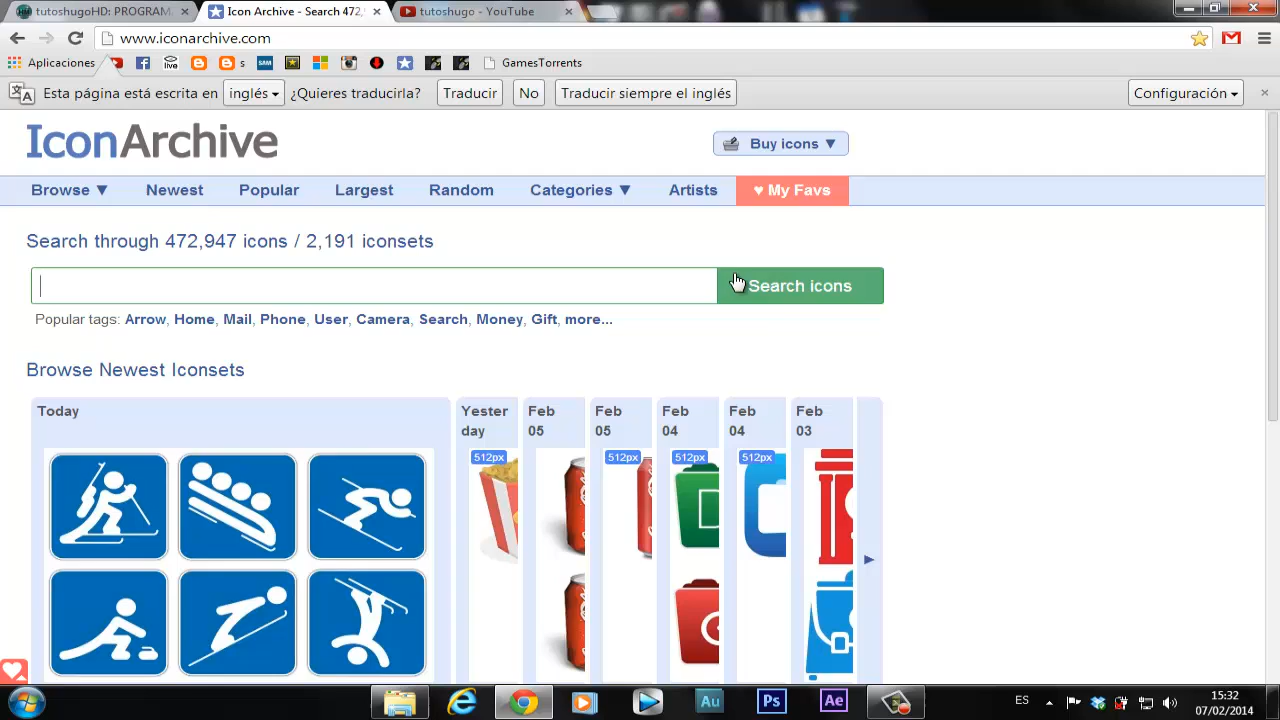 tutoshugoHD: PROGRAM.
Icon Archive - Search 472,
tutoshugo - YouTube
www.iconarchive.com
Aplicaciones
s
SAM
GamesTorrents
Esta página está escrita en inglés ¿Quieres traducirla? Traducir No Traducir siempre el inglés Configuración
IconArchive
Buy icons ▼
Browse ▼ Newest Popular Largest Random Categories ▼ Artists ♥ My Favs
Search through 472,947 icons / 2,191 iconsets
Search icons
Popular tags: Arrow, Home, Mail, Phone, User, Camera, Search, Money, Gift, more...
Browse Newest Iconsets
Today
Yester
day
Feb
05
Feb
05
Feb
04
Feb
04
Feb
03
512px 512px 512px 512px
Au Ps Ae
ES
15:32
07/02/2014